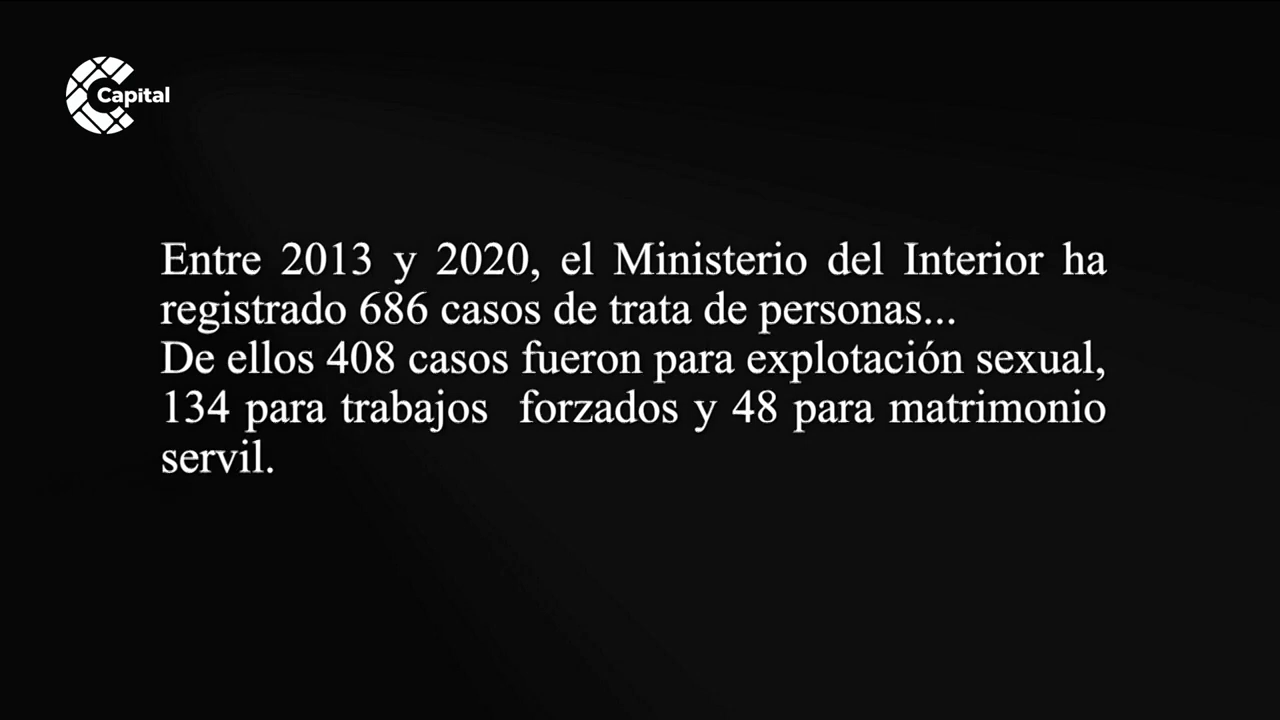 Capital
Entre 2013 y 2020, el Ministerio del Interior ha
registrado 686 casos de trata de personas...
De ellos 408 casos fueron para explotación sexual,
134 para trabajos  forzados y 48 para matrimonio
servil.